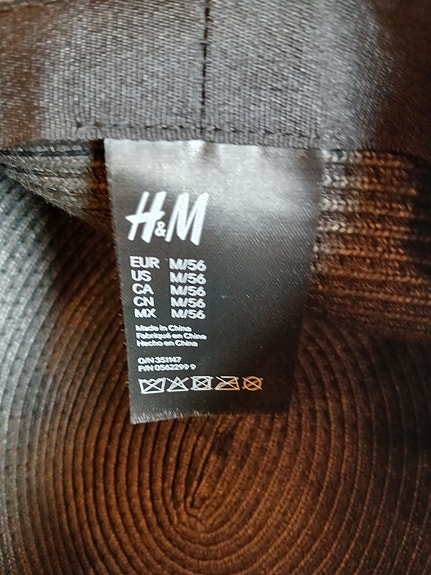 H&M
EUR M/56
US M/56
CA M/56
CN M/56
MX M/56
Made in China
Fabriqué en Chine
Hecho en China
O/N 351147
P/N 0562299 9